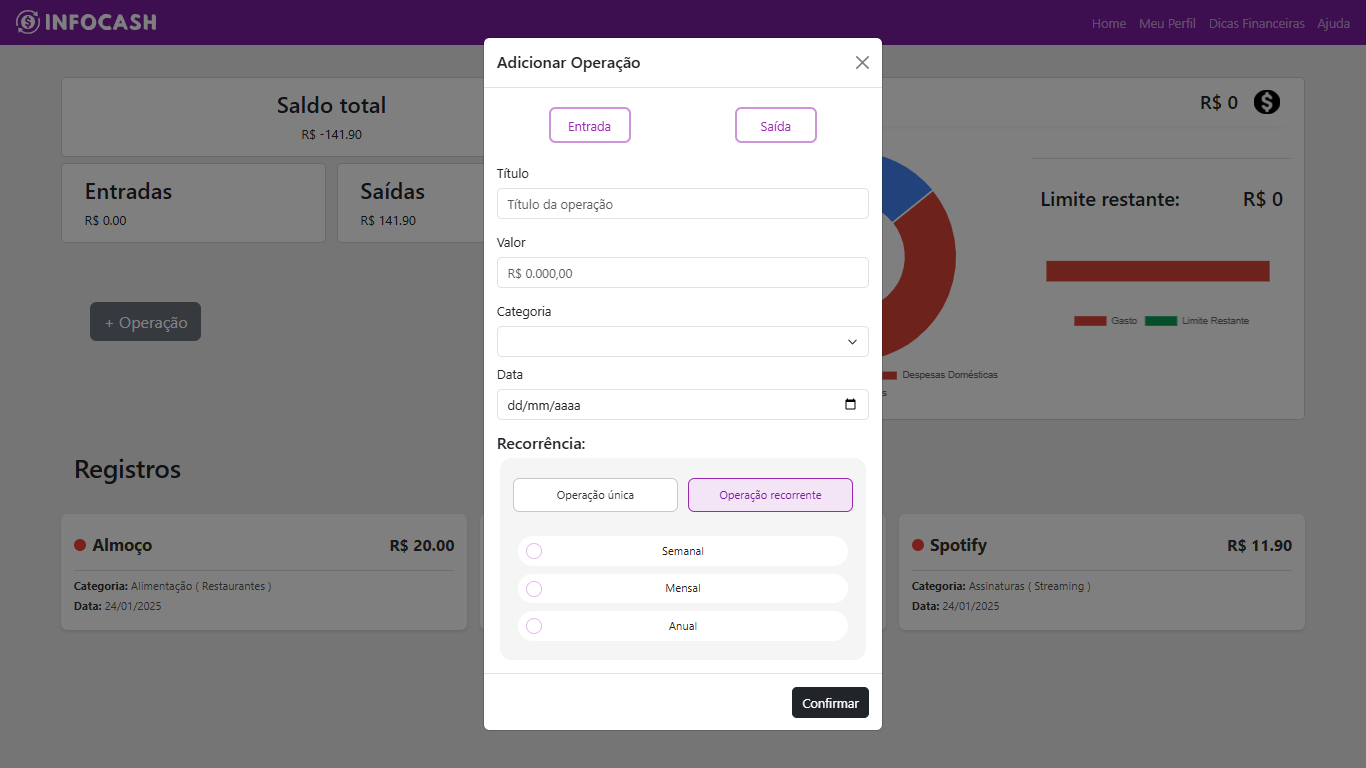 INFOCASH
Home Meu Perfil Dicas Financeiras Ajuda
Adicionar Operação
Entrada Saída
Título
Título da operação
Valor
R$ 0.000,00
Categoria
Data
dd/mm/aaaa
Recorrência:
Operação única Operação recorrente
Semanal
Mensal
Anual
Confirmar
Saldo total
R$ -141.90
Entradas
R$ 0.00
Saídas
R$ 141.90
+ Operação
R$ 0
Limite restante: R$ 0
Gasto Limite Restante
Despesas Domésticas
s
Registros
Almoço R$ 20.00
Categoria: Alimentação ( Restaurantes )
Data: 24/01/2025
Spotify R$ 11.90
Categoria: Assinaturas ( Streaming )
Data: 24/01/2025